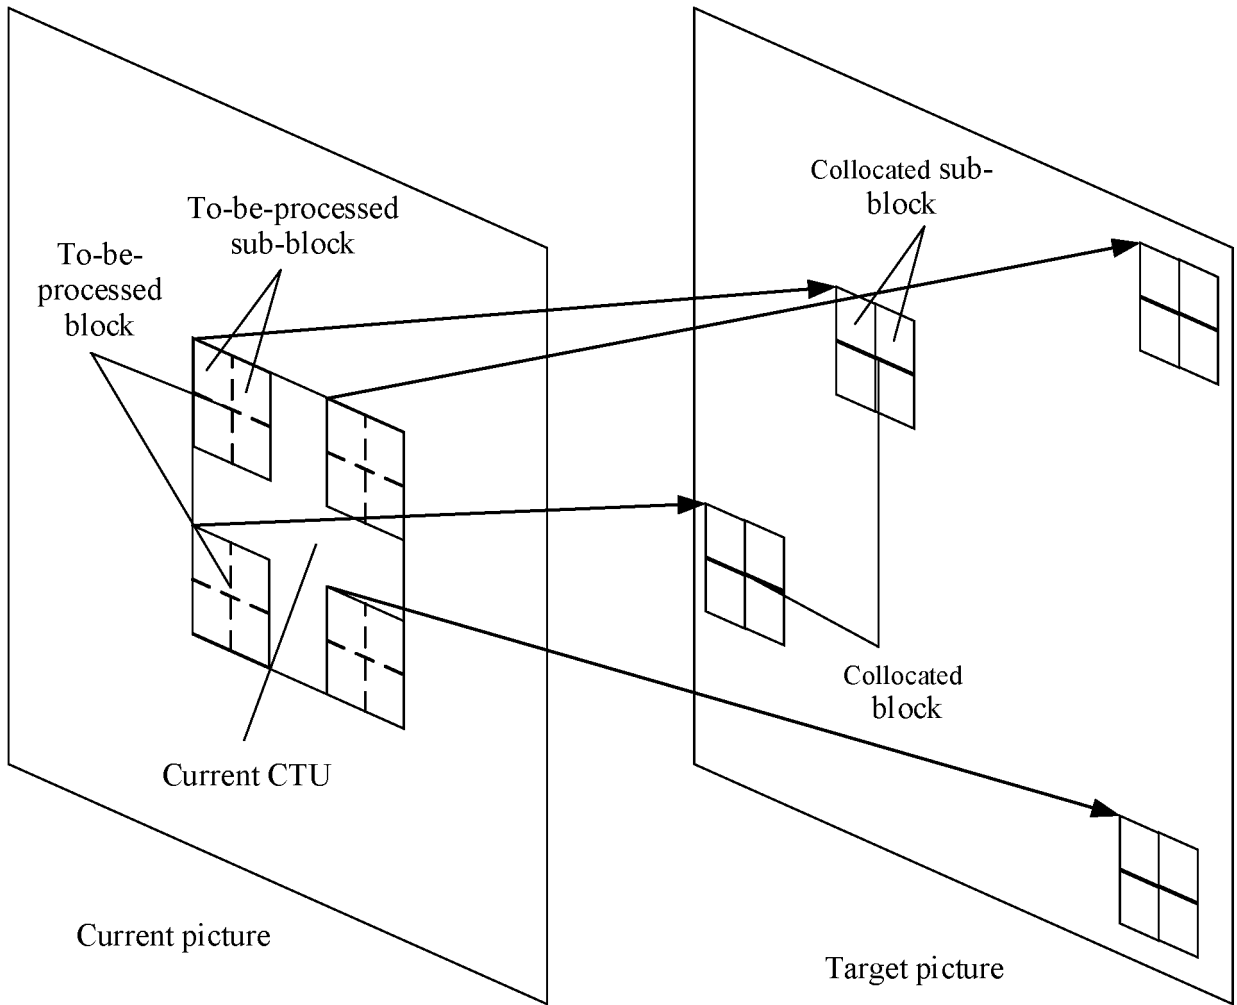 To-be-processed
sub-block
To-be-
processed
block
Current CTU
Current picture
Collocated sub-
block
Collocated
block
Target picture